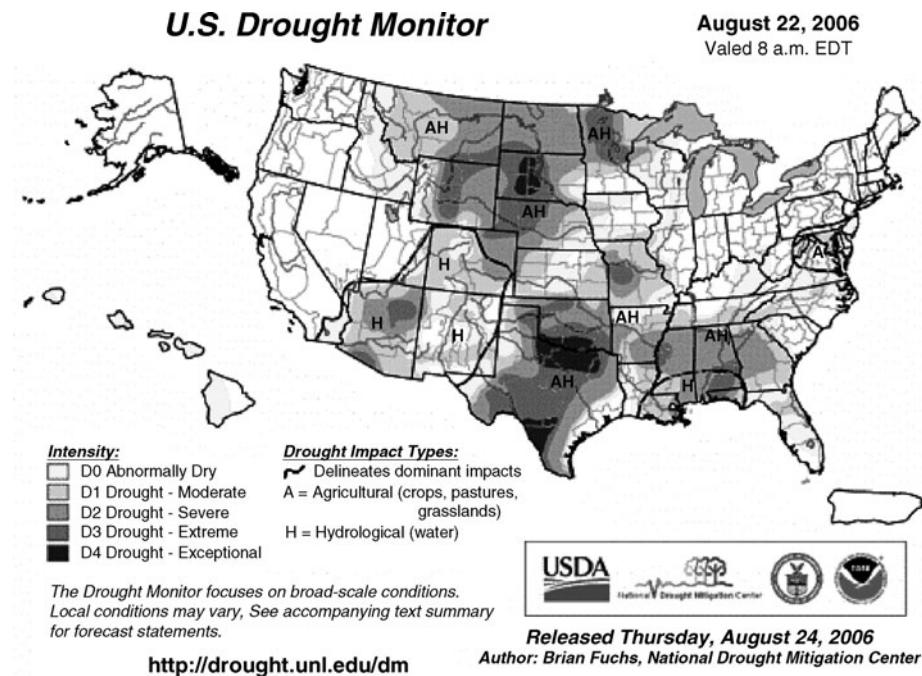 U.S. Drought Monitor
August 22, 2006
Valed 8 a.m. EDT
AH
AH
AH
H
H
H
AH
AH
AH
H
A
Intensity:
D0 Abnormally Dry
D1 Drought - Moderate
D2 Drought - Severe
D3 Drought - Extreme
D4 Drought - Exceptional
Drought Impact Types:
Delineates dominant impacts
A = Agricultural (crops, pastures,
grasslands)
H = Hydrological (water)
The Drought Monitor focuses on broad-scale conditions.
Local conditions may vary, See accompanying text summary
for forecast statements.
http://drought.unl.edu/dm
USDA
National Drought Mitigation Center
Released Thursday, August 24, 2006
Author: Brian Fuchs, National Drought Mitigation Center